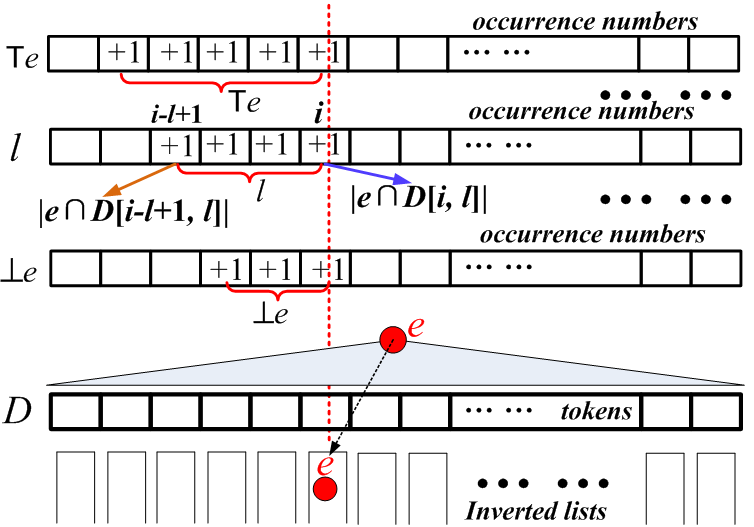 occurrence numbers
⊤e +1 +1 +1 +1 +1 ... ...
⊤e
... ...
i-l+1 i occurrence numbers
l +1 +1 +1 +1 ... ...
l
|e∩D[i-l+1, l]| |e∩D[i, l]| ... ...
occurrence numbers
⊥e +1 +1 +1 ... ...
⊥e
e
D ... ... tokens
e
... ...
Inverted lists